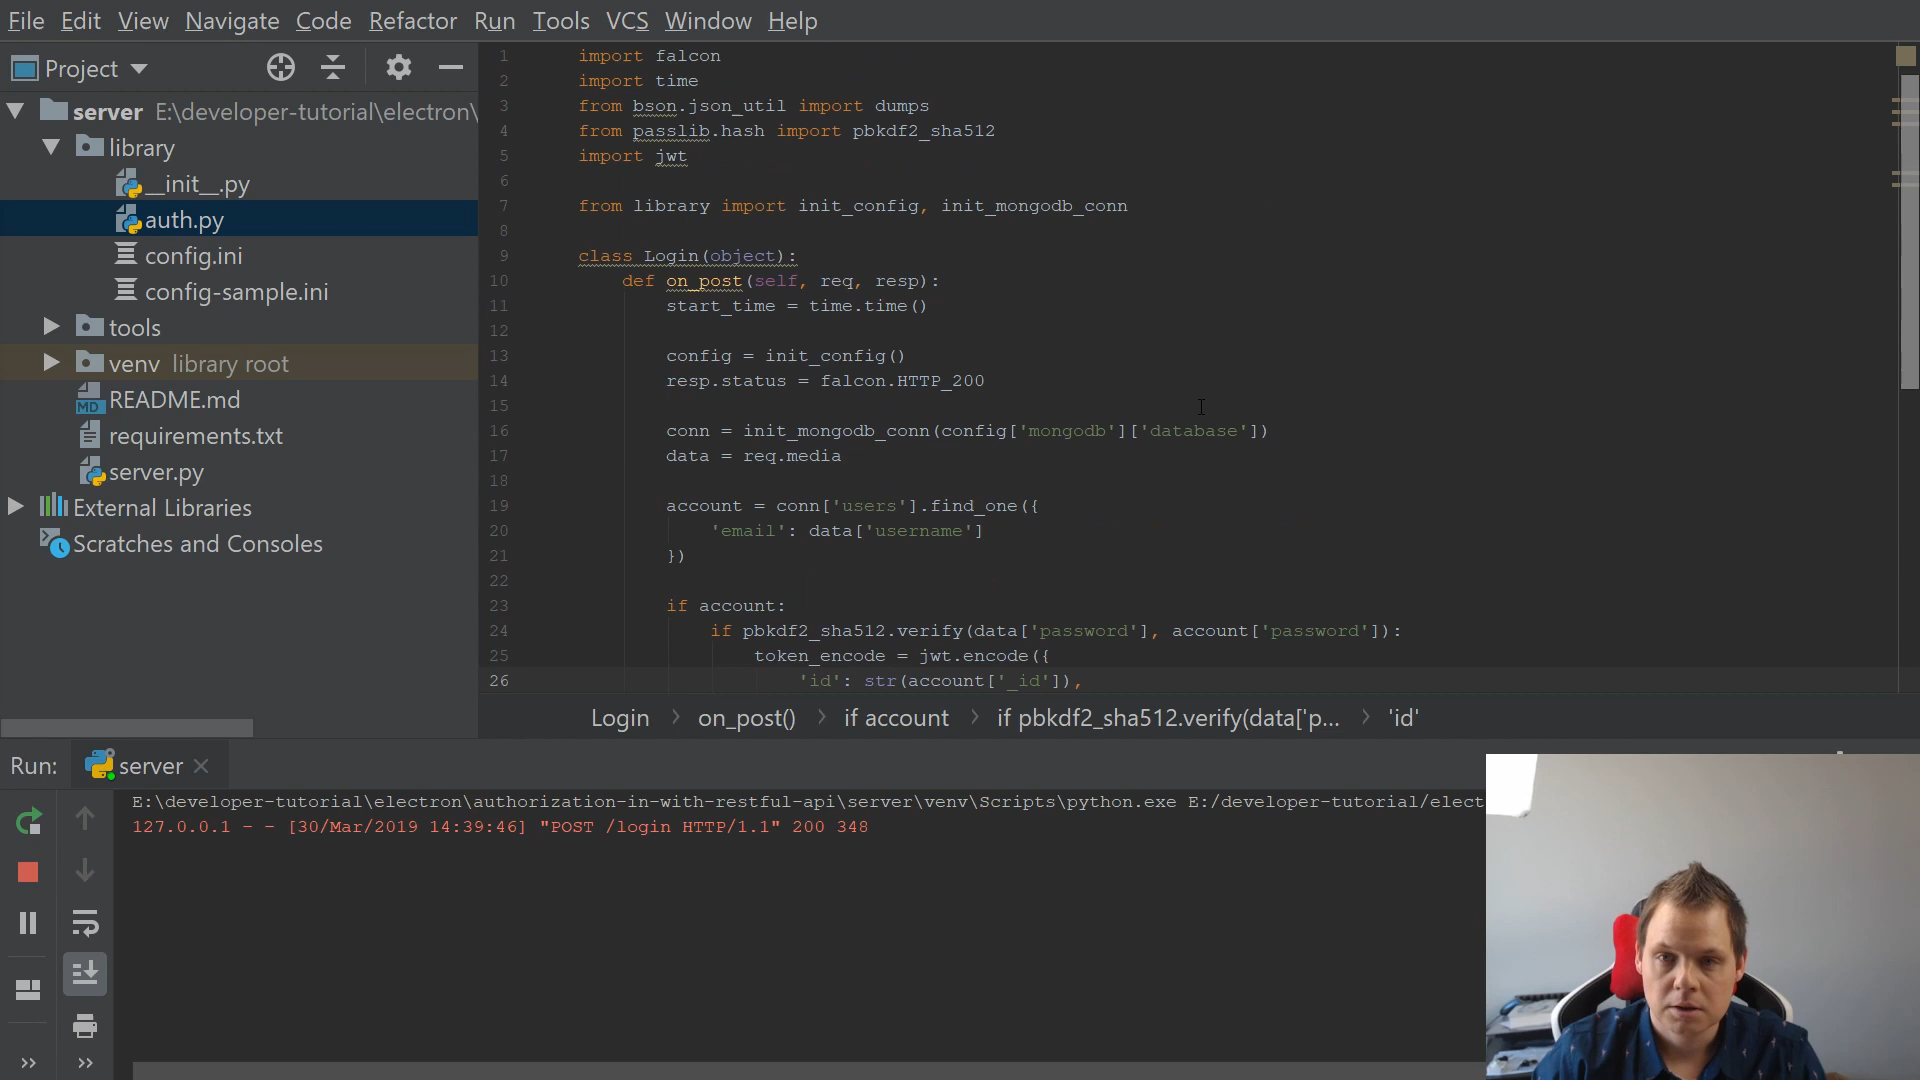 File Edit View Navigate Code Refactor Run Tools VCS Window Help
Project
server E:\developer-tutorial\electron\
library
__init__.py
auth.py
config.ini
config-sample.ini
tools
venv library root
README.md
requirements.txt
server.py
External Libraries
Scratches and Consoles
1 import falcon
2 import time
3 from bson.json_util import dumps
4 from passlib.hash import pbkdf2_sha512
5 import jwt
6
7 from library import init_config, init_mongodb_conn
8
9 class Login(object):
10 def on_post(self, req, resp):
11 start_time = time.time()
12
13 config = init_config()
14 resp.status = falcon.HTTP_200
15
16 conn = init_mongodb_conn(config['mongodb']['database'])
17 data = req.media
18
19 account = conn['users'].find_one({
20 'email': data['username']
21 })
22
23 if account:
24 if pbkdf2_sha512.verify(data['password'], account['password']):
25 token_encode = jwt.encode({
26 'id': str(account['_id']),
Login > on_post() > if account > if pbkdf2_sha512.verify(data['p... > 'id'
Run: server
E:\developer-tutorial\electron\authorization-in-with-restful-api\server\venv\Scripts\python.exe E:/developer-tutorial/elect
127.0.0.1 - - [30/Mar/2019 14:39:46] "POST /login HTTP/1.1" 200 348